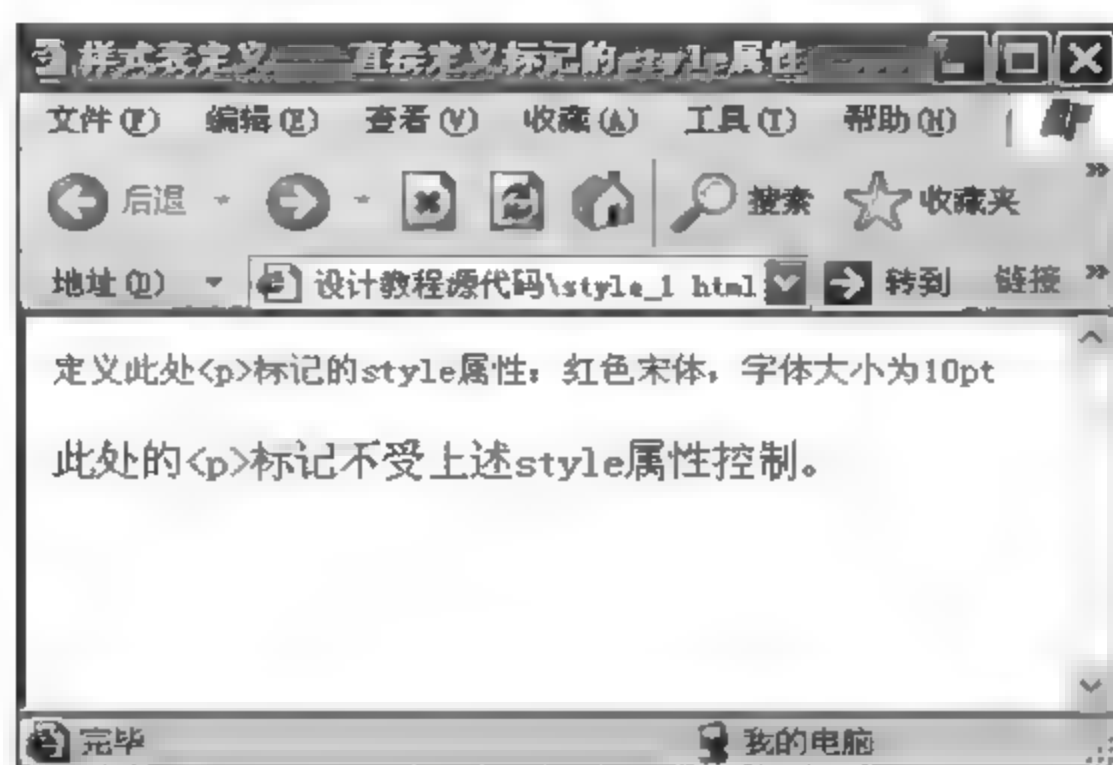 样式表定义——直接定义标记的style属性 - ...
文件(F) 编辑(E) 查看(V) 收藏(A) 工具(T) 帮助(H)
后退 搜索 收藏夹
地址(D) 设计教程源代码\style_1 html 转到 链接
定义此处<p>标记的style属性：红色宋体，字体大小为10pt
此处的<p>标记不受上述style属性控制。
完毕 我的电脑